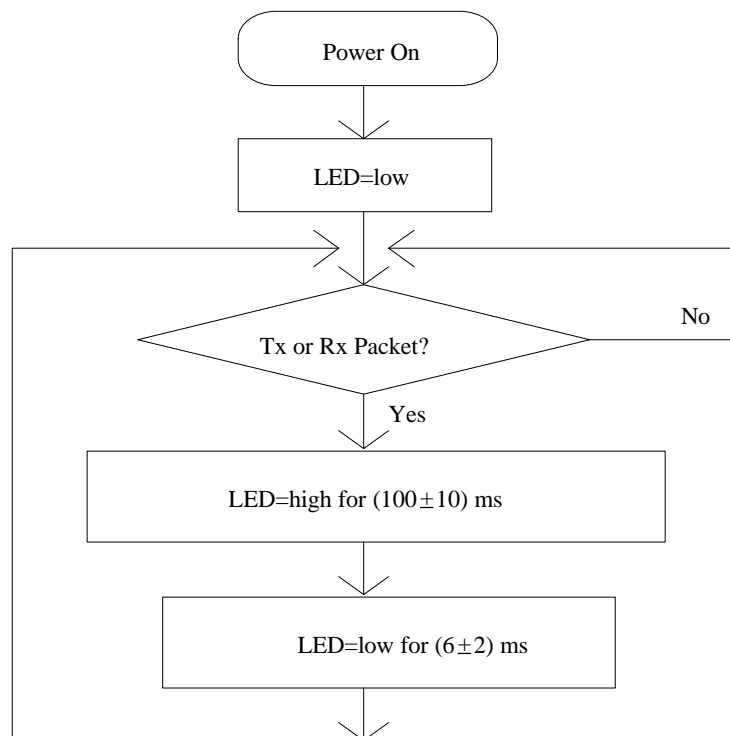 Power On
LED=low
Tx or Rx Packet?
No
Yes
LED=high for (100±10) ms
LED=low for (6±2) ms